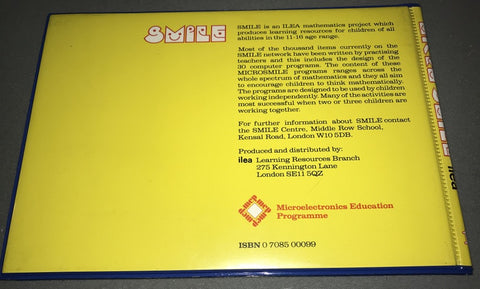 SMILE
SMILE is an ILEA mathematics project which
produces learning resources for children of all
abilities in the 11-16 age range.
Most of the thousand items currently on the
SMILE network have been written by practising
teachers and this includes the design of the
30 computer programs. The content of these
MICROSMILE programs ranges across the
whole spectrum of mathematics and they all aim
to encourage children to think mathematically.
The programs are designed to be used by children
working independently. Many of the activities are
most successful when two or three children are
working together.
For further information about SMILE contact
the SMILE Centre, Middle Row School,
Kensal Road, London W10 5DB.
Produced and distributed by:
ilea Learning Resources Branch
275 Kennington Lane
London SE11 5QZ
Microelectronics Education
Programme
ISBN 0 7085 00099
ilea